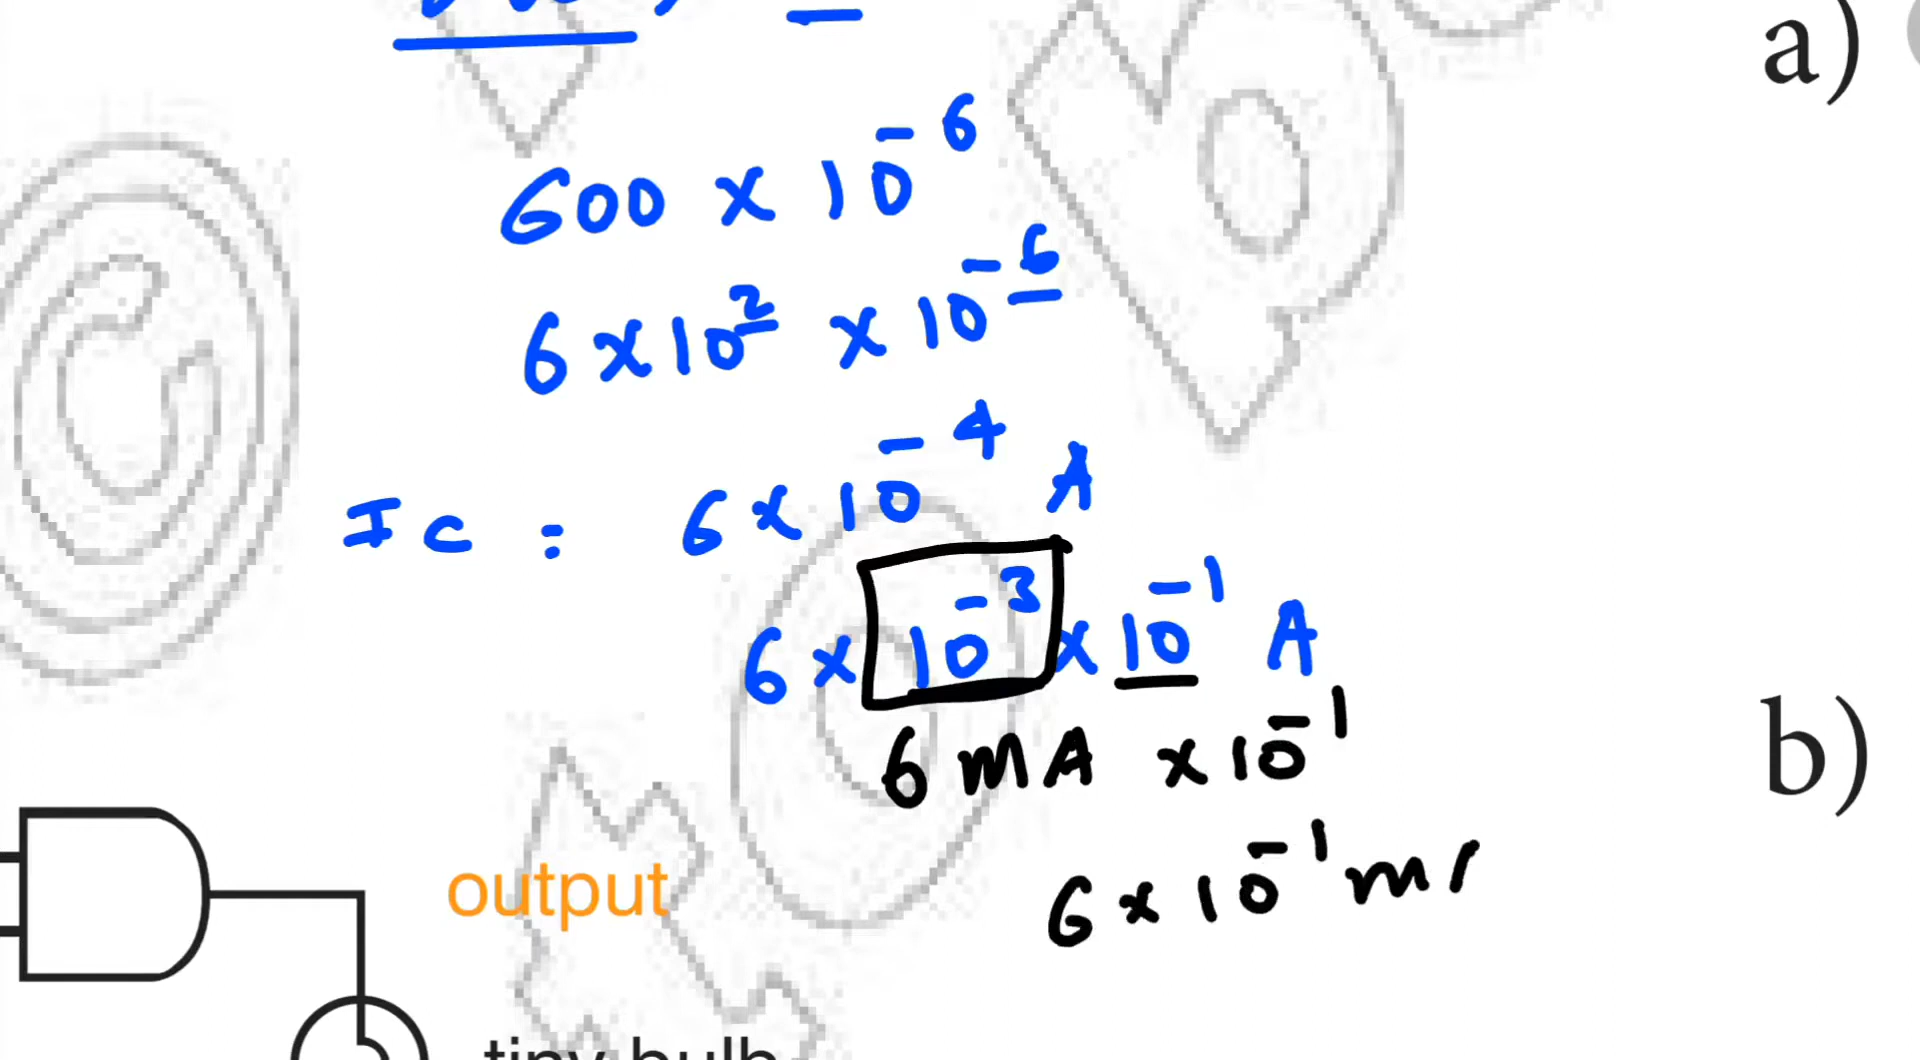 a)
600 × 10⁻⁶
6 × 10² × 10⁻⁶
Ic = 6 × 10⁻⁴ A
6 × 10⁻³ × 10⁻¹ A
6 mA × 10⁻¹
b)
output
6 × 10⁻¹ m
tiny bulb